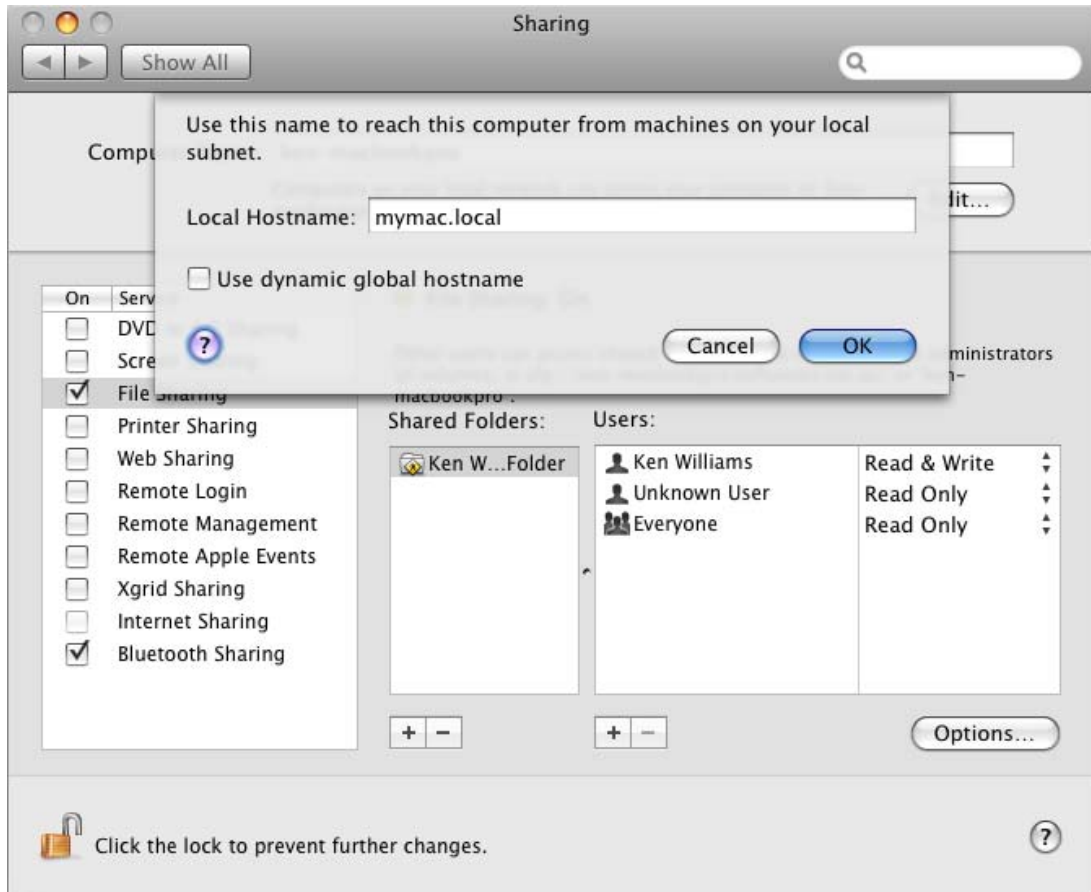 Sharing
Show All
Use this name to reach this computer from machines on your local
subnet.
Compu
Local Hostname: mymac.local
dit...
Use dynamic global hostname
Cancel
OK
On Serv
DVD
Scre
File Sharing
Printer Sharing
Web Sharing
Remote Login
Remote Management
Remote Apple Events
Xgrid Sharing
Internet Sharing
Bluetooth Sharing
ministrators
macbookpro".
Shared Folders:
Users:
Ken W...Folder
Ken Williams Read & Write
Unknown User Read Only
Everyone Read Only
Options...
Click the lock to prevent further changes.